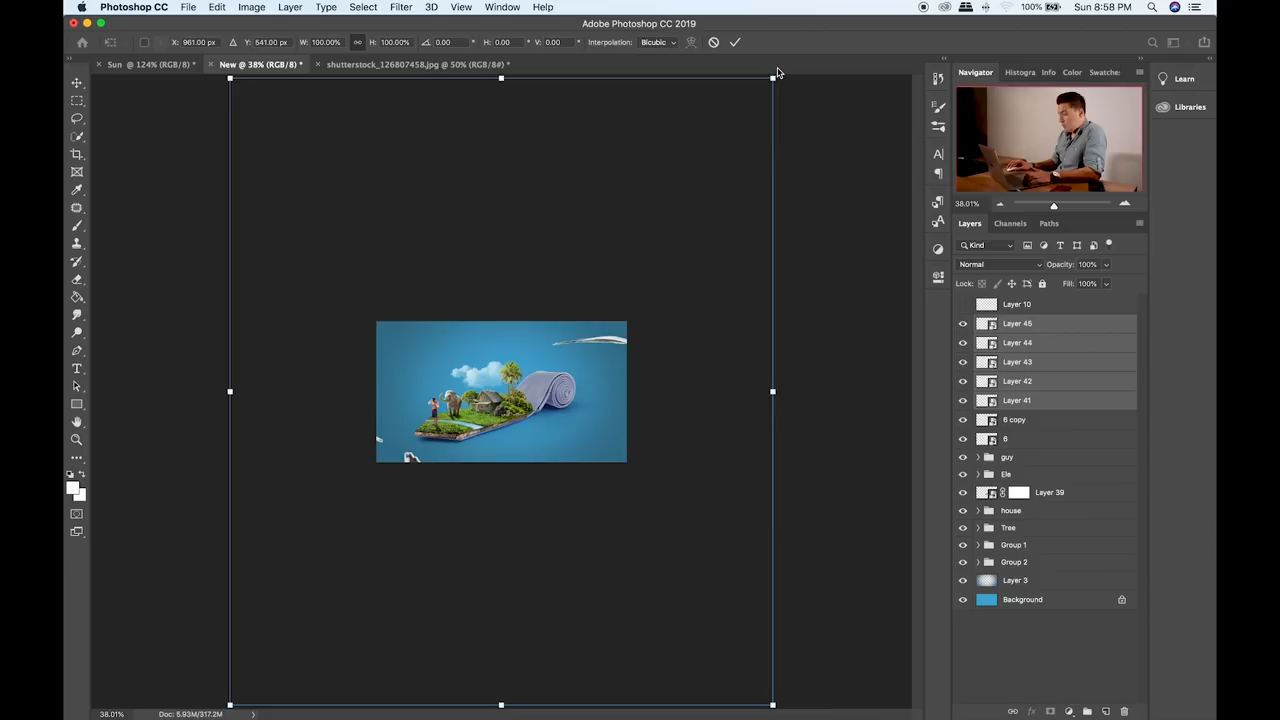 Photoshop CC File Edit Image Layer Type Select Filter 3D View Window Help 100% Sun 8:58 PM
Adobe Photoshop CC 2019
X: 961.00 px Y: 541.00 px W: 100.00% H: 100.00% 0.00 ° H: 0.00 ° V: 0.00 ° Interpolation: Bicubic
Sun @ 124% (RGB/8) * New @ 38% (RGB/8) * shutterstock_126807458.jpg @ 50% (RGB/8#) *
Navigator Histogra Info Color Swatche: Learn
Libraries
38.01%
Layers Channels Paths
Kind
Normal Opacity: 100%
Lock: Fill: 100%
Layer 10
Layer 45
Layer 44
Layer 43
Layer 42
Layer 41
6 copy
6
guy
Ele
Layer 39
house
Tree
Group 1
Group 2
Layer 3
Background
38.01% Doc: 5.93M/317.2M